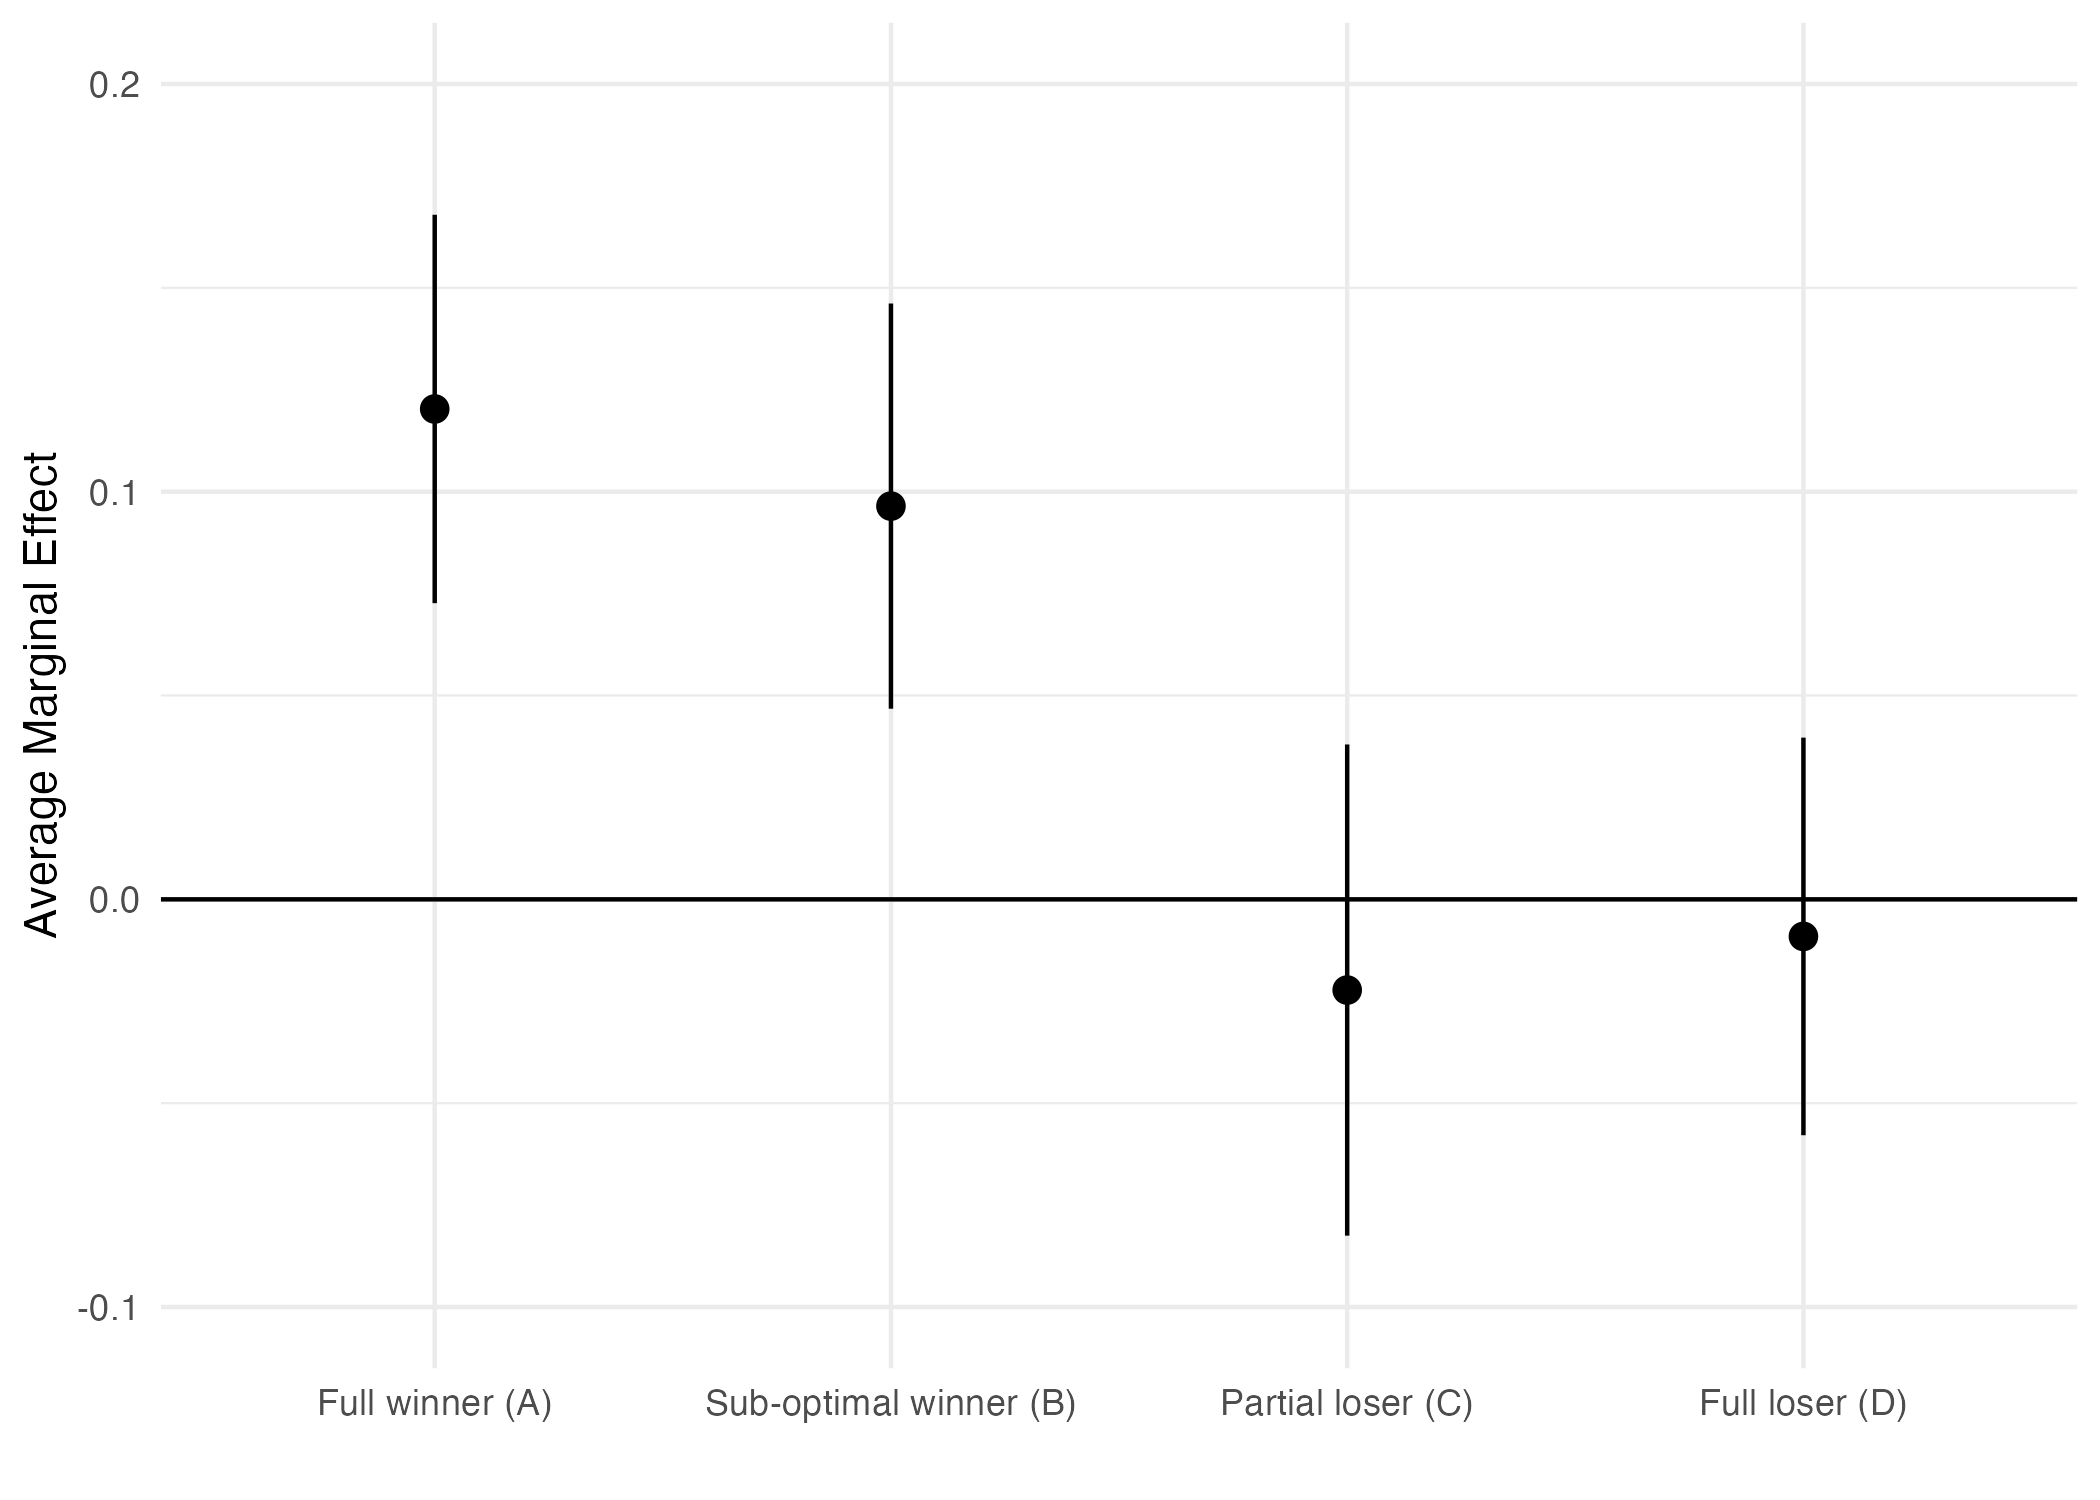 Average Marginal Effect
0.2
0.1
0.0
-0.1
Full winner (A)
Sub-optimal winner (B)
Partial loser (C)
Full loser (D)